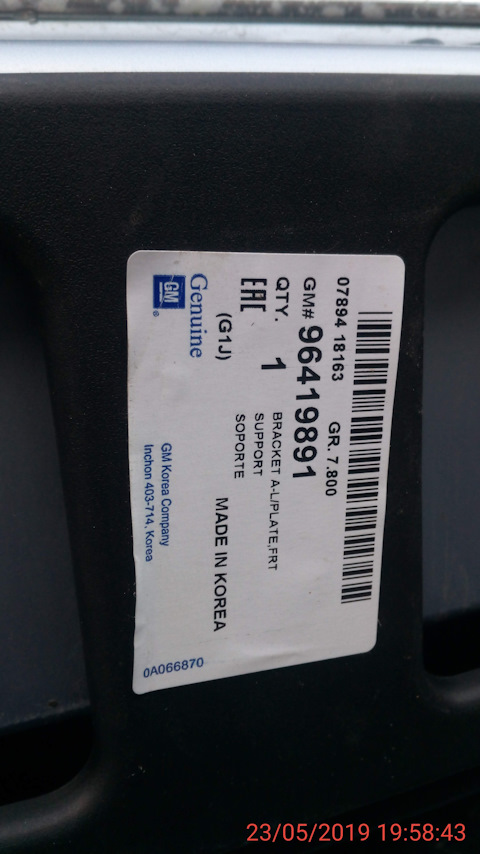 07894 18163 GR. 7.800
GM# 96419891
QTY. 1 BRACKET A-L/PLATE,FRT
SUPPORT
SOPORTE
EAC
(G1J) MADE IN KOREA
Genuine
GM®
GM Korea Company
Inchon 403-714, Korea
0A066870
23/05/2019 19:58:43